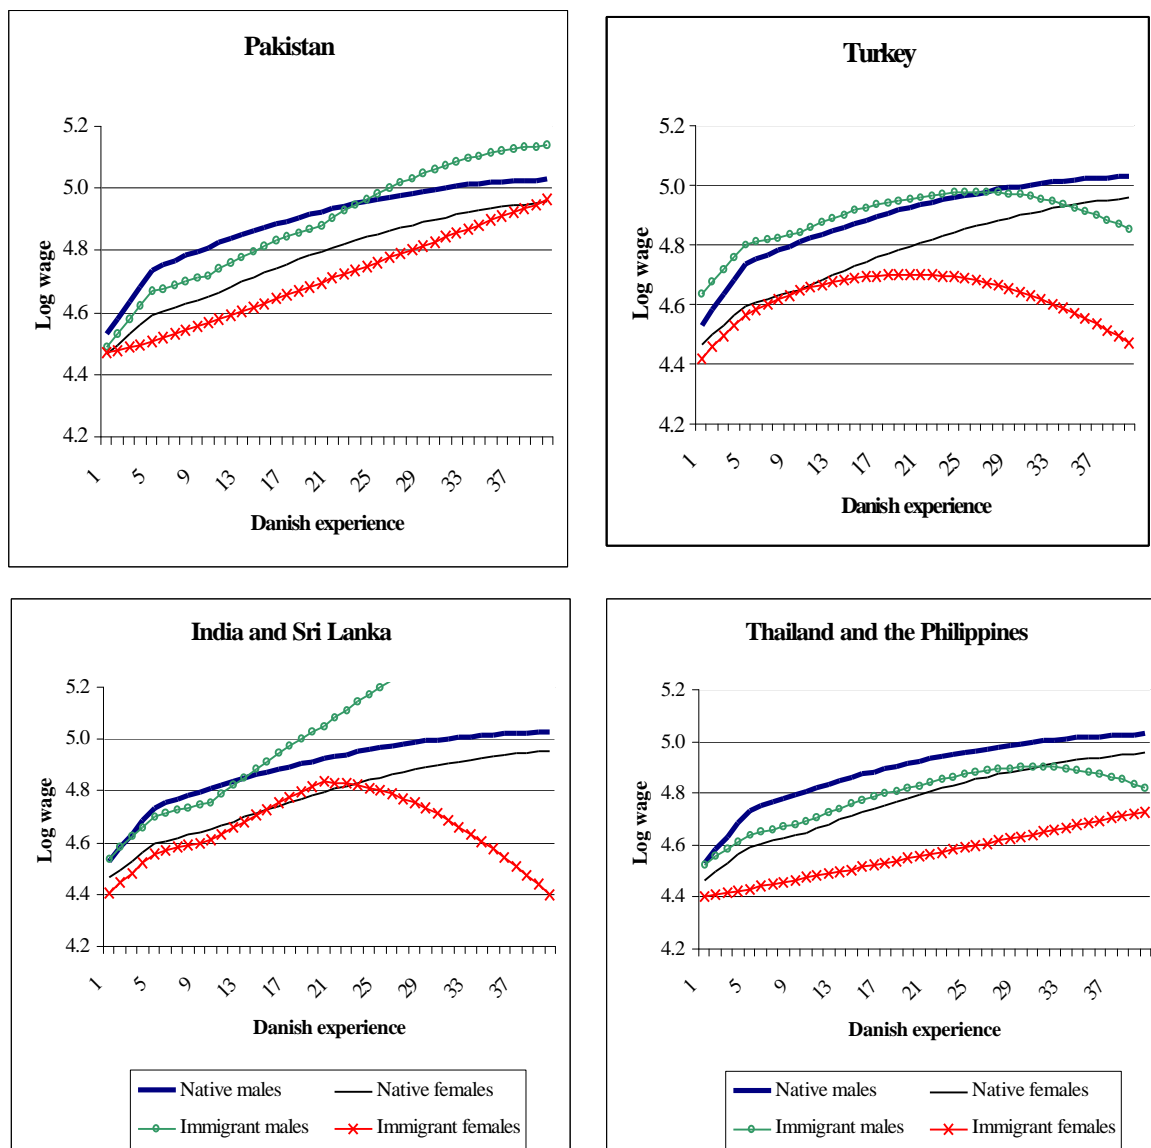 Pakistan
5.2
5.0
4.8
4.6
4.4
4.2
Log wage
1 5 9 13 17 21 25 29 33 37
Danish experience
Turkey
5.2
5.0
4.8
4.6
4.4
4.2
Log wage
1 5 9 13 17 21 25 29 33 37
Danish experience
India and Sri Lanka
5.2
5.0
4.8
4.6
4.4
4.2
Log wage
1 5 9 13 17 21 25 29 33 37
Danish experience
Native males Native females
Immigrant males Immigrant females
Thailand and the Philippines
5.2
5.0
4.8
4.6
4.4
4.2
Log wage
1 5 9 13 17 21 25 29 33 37
Danish experience
Native males Native females
Immigrant males Immigrant females